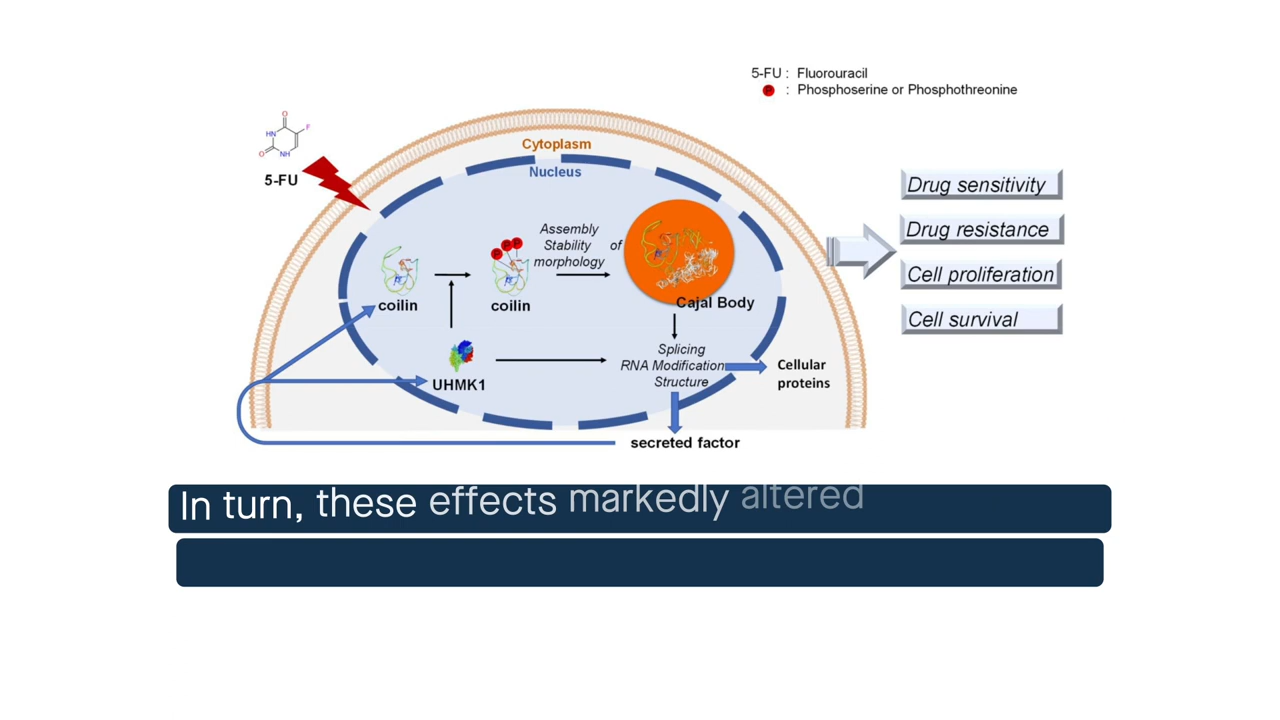 5-FU : Fluorouracil
P : Phosphoserine or Phosphothreonine
O
HN
F
O
NH
5-FU
Cytoplasm
Nucleus
Drug sensitivity
Drug resistance
Cell proliferation
Cell survival
Assembly
Stability of
morphology
P P P
coilin
coilin
Cajal Body
UHMK1
Splicing
RNA Modification
Structure
Cellular
proteins
secreted factor
In turn, these effects markedly altered